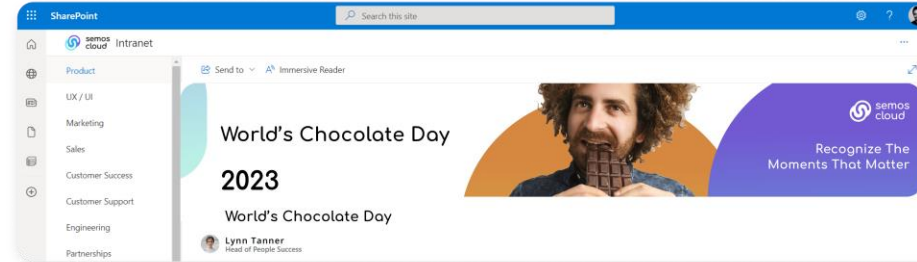 SharePoint
Search this site
?
semos
cloud
Intranet
...
Product
UX / UI
Marketing
Sales
Customer Success
Customer Support
Engineering
Partnerships
Send to
Immersive Reader
World's Chocolate Day
2023
World's Chocolate Day
Lynn Tanner
Head of People Success
semos
cloud
Recognize The
Moments That Matter